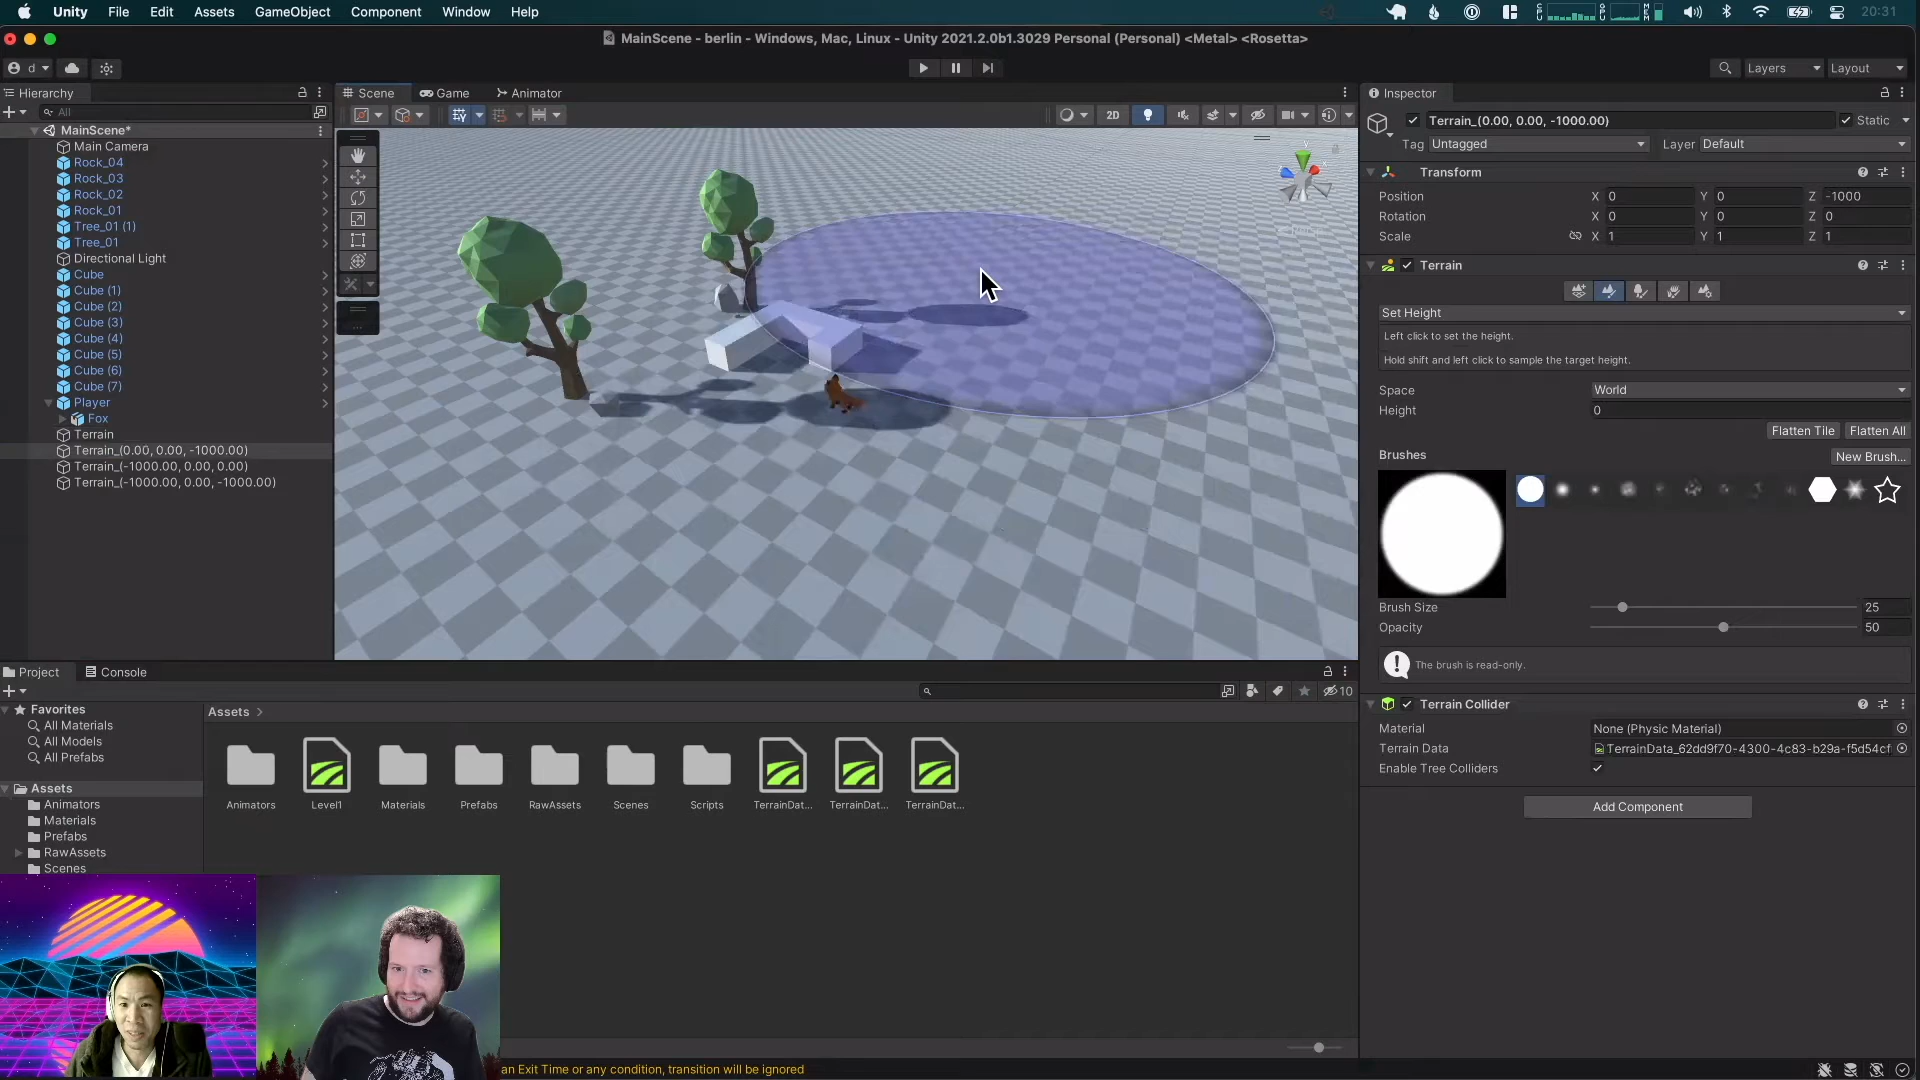 Unity File Edit Assets GameObject Component Window Help 20:31
MainScene - berlin - Windows, Mac, Linux - Unity 2021.2.0b1.3029 Personal (Personal) <Metal> <Rosetta>
d Layers Layout
Hierarchy
All
MainScene*
Main Camera
Rock_04
Rock_03
Rock_02
Rock_01
Tree_01 (1)
Tree_01
Directional Light
Cube
Cube (1)
Cube (2)
Cube (3)
Cube (4)
Cube (5)
Cube (6)
Cube (7)
Player
Fox
Terrain
Terrain_(0.00, 0.00, -1000.00)
Terrain_(-1000.00, 0.00, 0.00)
Terrain_(-1000.00, 0.00, -1000.00)
Scene Game Animator
2D
Inspector
Terrain_(0.00, 0.00, -1000.00) Static
Tag Untagged Layer Default
Transform
Position X 0 Y 0 Z -1000
Rotation X 0 Y 0 Z 0
Scale X 1 Y 1 Z 1
Terrain
Set Height
Left click to set the height.
Hold shift and left click to sample the target height.
Space World
Height 0
Flatten Tile Flatten All
Brushes
New Brush...
Brush Size 25
Opacity 50
The brush is read-only.
Terrain Collider
Material None (Physic Material)
Terrain Data TerrainData_62dd9f70-4300-4c83-b29a-f5d54cf
Enable Tree Colliders
Add Component
Project Console
10
Favorites
All Materials
All Models
All Prefabs
Assets
Animators
Materials
Prefabs
RawAssets
Scenes
Assets >
Animators Level1 Materials Prefabs RawAssets Scenes Scripts TerrainDat... TerrainDat... TerrainDat...
an Exit Time or any condition, transition will be ignored